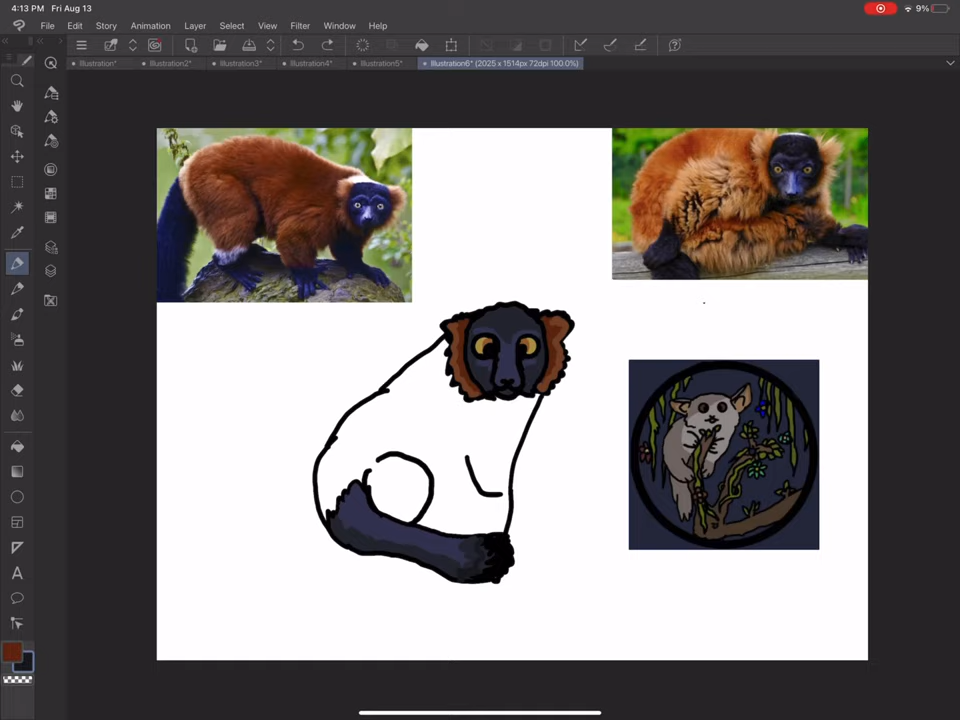 4:13 PM Fri Aug 13
9%
File Edit Story Animation Layer Select View Filter Window Help
Illustration* Illustration2* Illustration3* Illustration4* Illustration5* Illustration6* (2025 x 1514px 72dpi 100.0%)
A